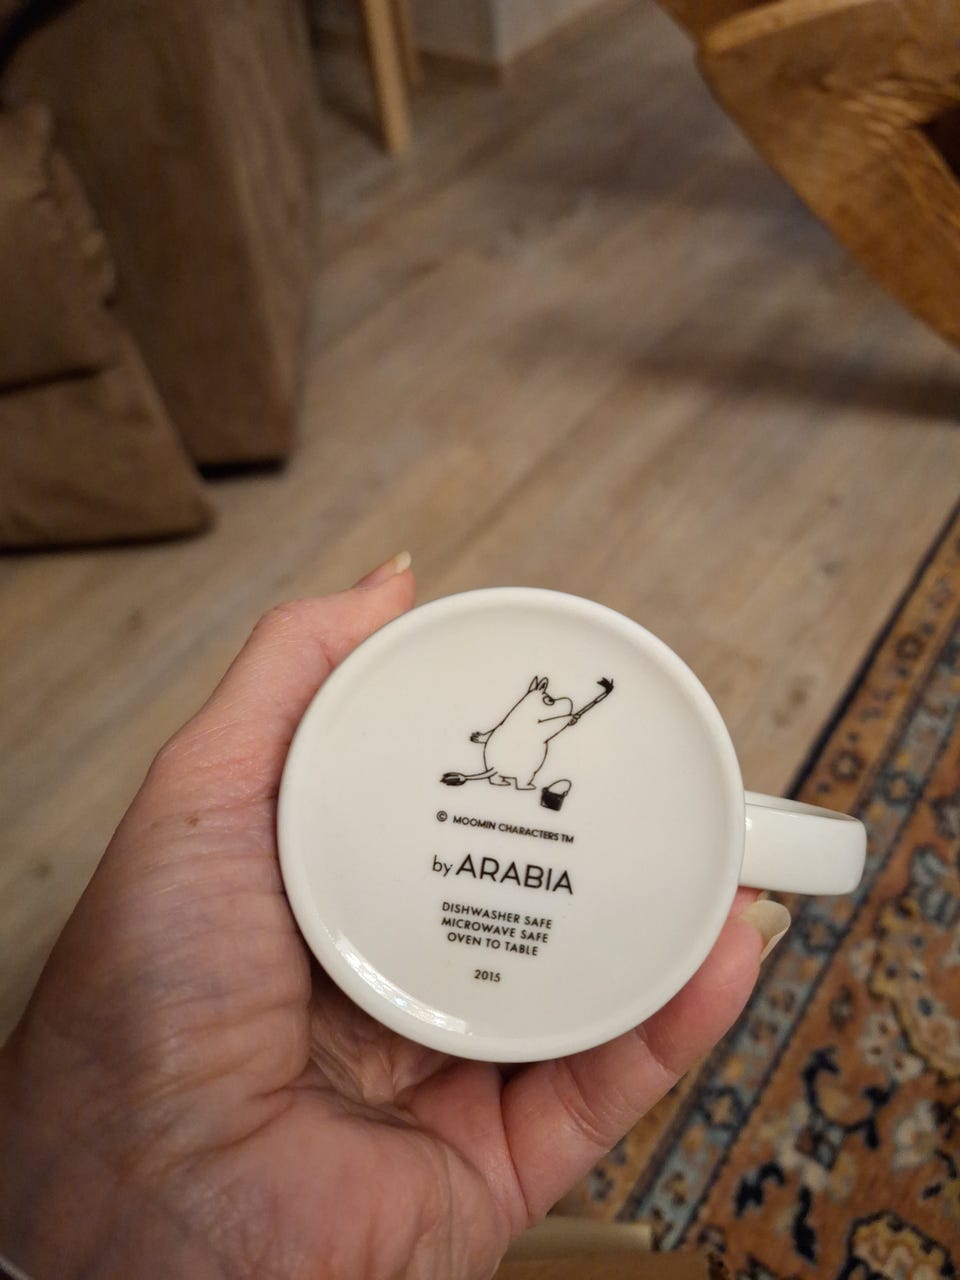 © MOOMIN CHARACTERS TM
by ARABIA
DISHWASHER SAFE
MICROWAVE SAFE
OVEN TO TABLE
2015